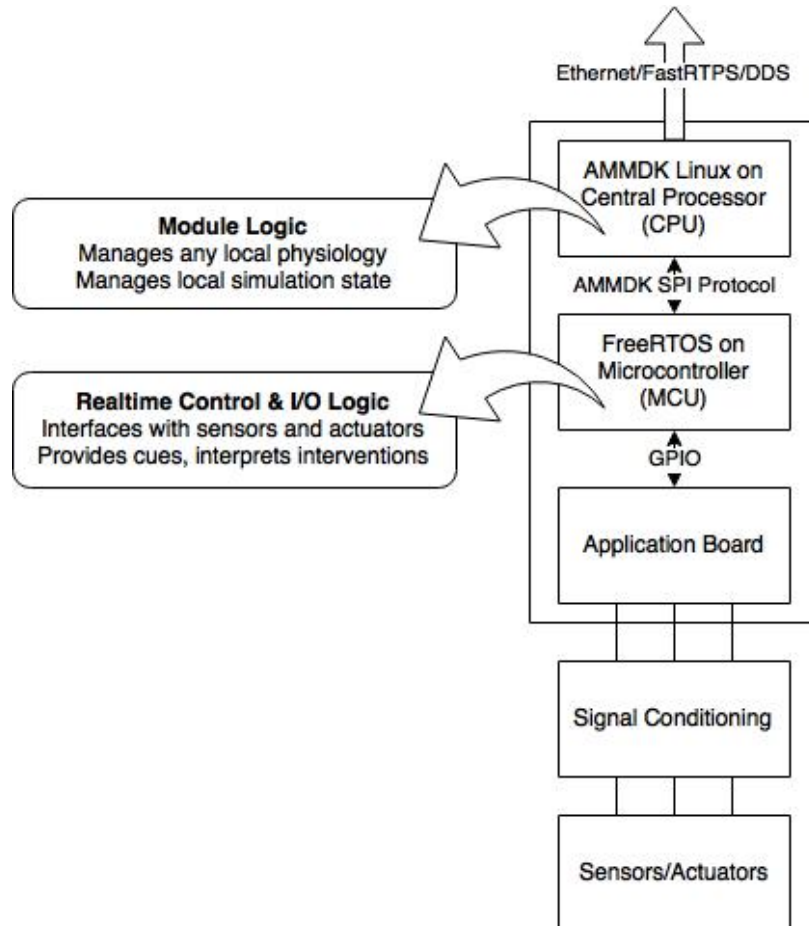 Ethernet/FastRTPS/DDS
AMMDK Linux on
Central Processor
(CPU)
Module Logic
Manages any local physiology
Manages local simulation state
AMMDK SPI Protocol
FreeRTOS on
Microcontroller
(MCU)
Realtime Control & I/O Logic
Interfaces with sensors and actuators
Provides cues, interprets interventions
GPIO
Application Board
Signal Conditioning
Sensors/Actuators